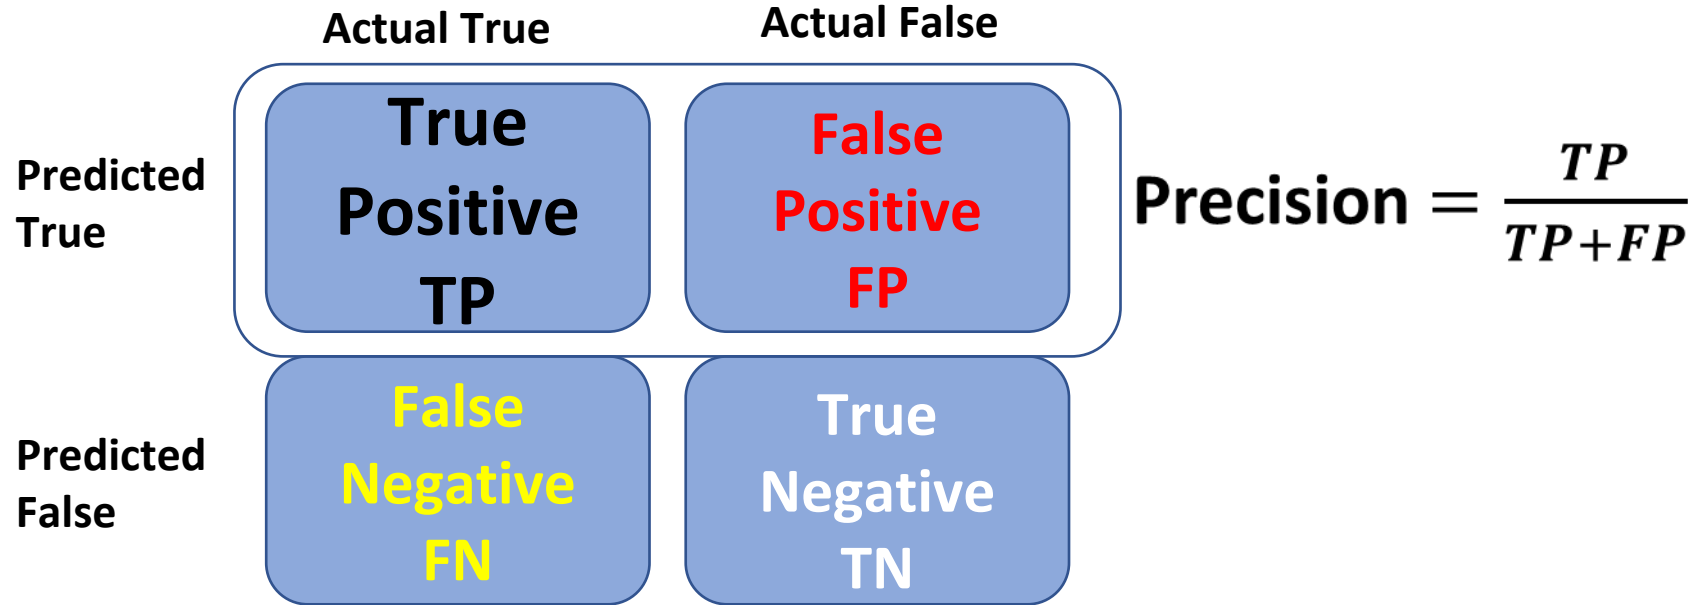 Actual True
Actual False
Predicted
True
True
Positive
TP
False
Positive
FP
Precision = TP / TP+FP
Predicted
False
False
Negative
FN
True
Negative
TN